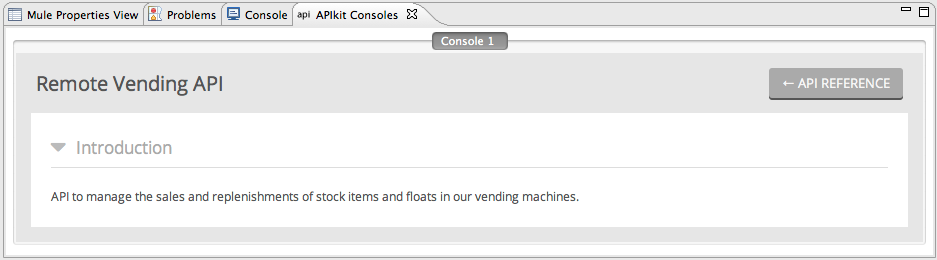 Mule Properties View Problems Console api APIkit Consoles
Console 1
Remote Vending API
← API REFERENCE
Introduction
API to manage the sales and replenishments of stock items and floats in our vending machines.